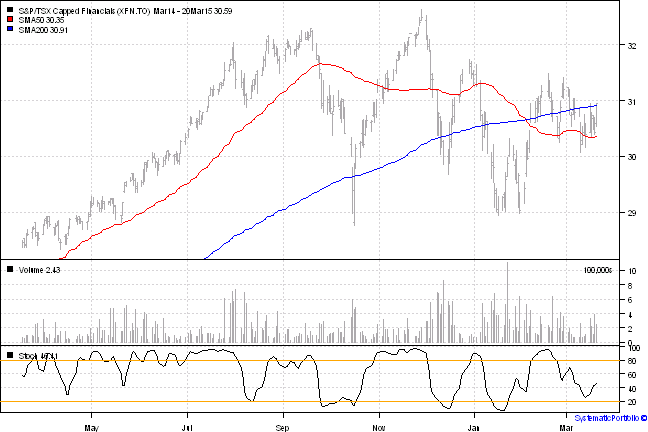 S&P/TSX Capped Financials (XFN.TO) Mar14 - 20Mar15 30.59
SMA50 30.35
SMA200 30.91
32
31
30
29
Volume 2.43
100,000s
10
8
6
4
2
0
100
80
60
40
20
May
Jul
Sep
Nov
Jan
Mar
SystematicPortfolio ©